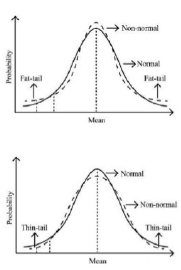 Non-normal
Normal
Fat-tail
Fat-tail
Probability
Mean
Normal
Non-normal
Thin-tail
Thin-tail
Probability
Mean